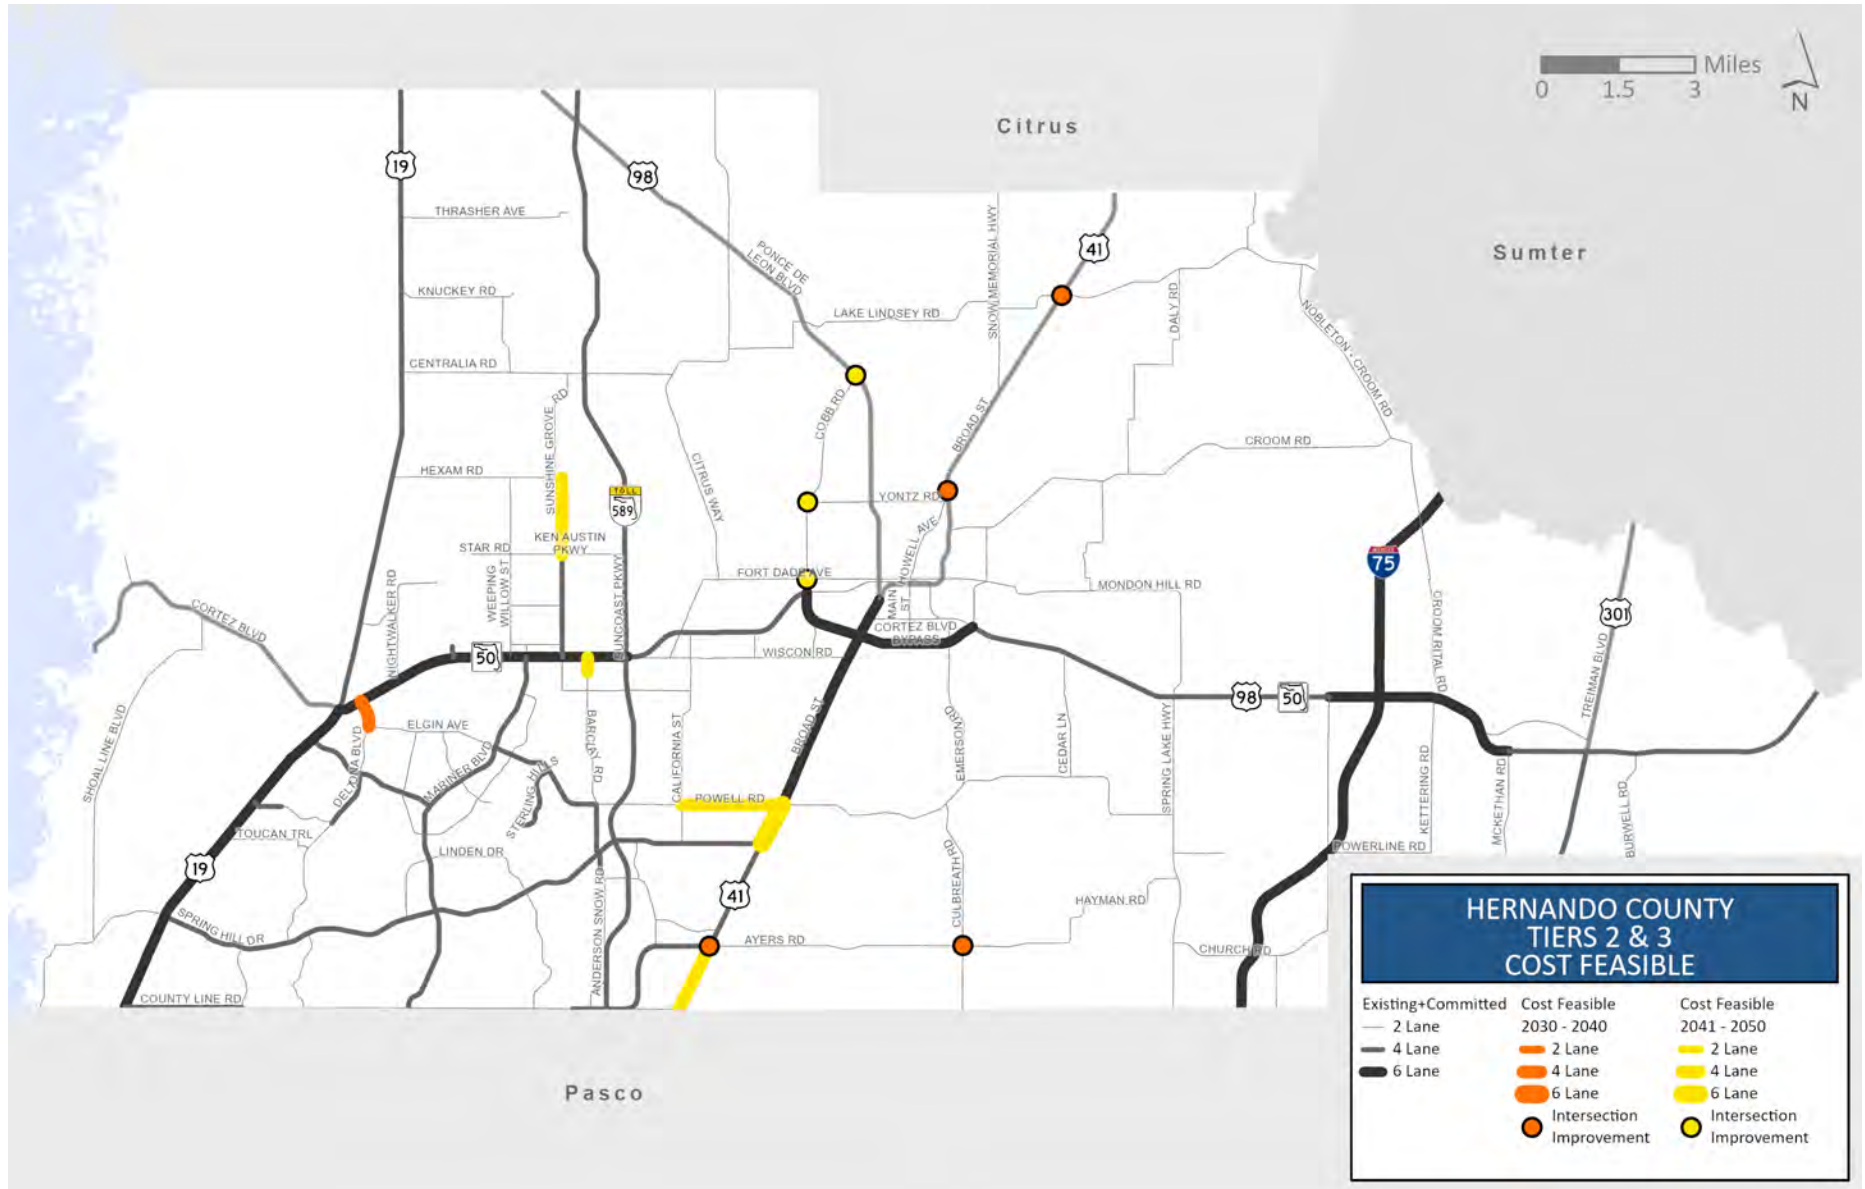 Miles
0 1.5 3
N
Citrus
Sumter
Pasco
19
98
41
THRASHER AVE
PONCE DE
LEON BLVD
SNOW MEMORIAL HWY
KNUCKEY RD
LAKE LINDSEY RD
DALY RD
NOBLETON - CROOM RD
CENTRALIA RD
SUNSHINE GROVE RD
COBB RD
BROAD ST
CROOM RD
HEXAM RD
CITRUS WAY
TOLL
589
YONTZ RD
KEN AUSTIN
PKWY
STAR RD
HOWELL AVE
75
FORT DADE AVE
MONDON HILL RD
WEEPING
WILLOW ST
SUNCOAST PKWY
NIGHTWALKER RD
MAIN
ST
CROOM RITAL RD
301
CORTEZ BLVD
CORTEZ BLVD
BYPASS
TREIMAN BLVD
50
WISCON RD
98
50
SHOAL LINE BLVD
ELGIN AVE
BARCLAY RD
CALIFORNIA ST
BROAD ST
EMERSON RD
CEDAR LN
SPRING LAKE HWY
DELTONA BLVD
MARINER BLVD
STERLING HILLS
POWELL RD
KETTERING RD
MCKETHAN RD
BURWELL RD
TOUCAN TRL
LINDEN DR
POWERLINE RD
19
41
CULBREATH RD
ANDERSON SNOW RD
HAYMAN RD
SPRING HILL DR
AYERS RD
CHURCH RD
COUNTY LINE RD
HERNANDO COUNTY
TIERS 2 & 3
COST FEASIBLE
Existing+Committed
2 Lane
4 Lane
6 Lane
Cost Feasible
2030 - 2040
2 Lane
4 Lane
6 Lane
Intersection
Improvement
Cost Feasible
2041 - 2050
2 Lane
4 Lane
6 Lane
Intersection
Improvement